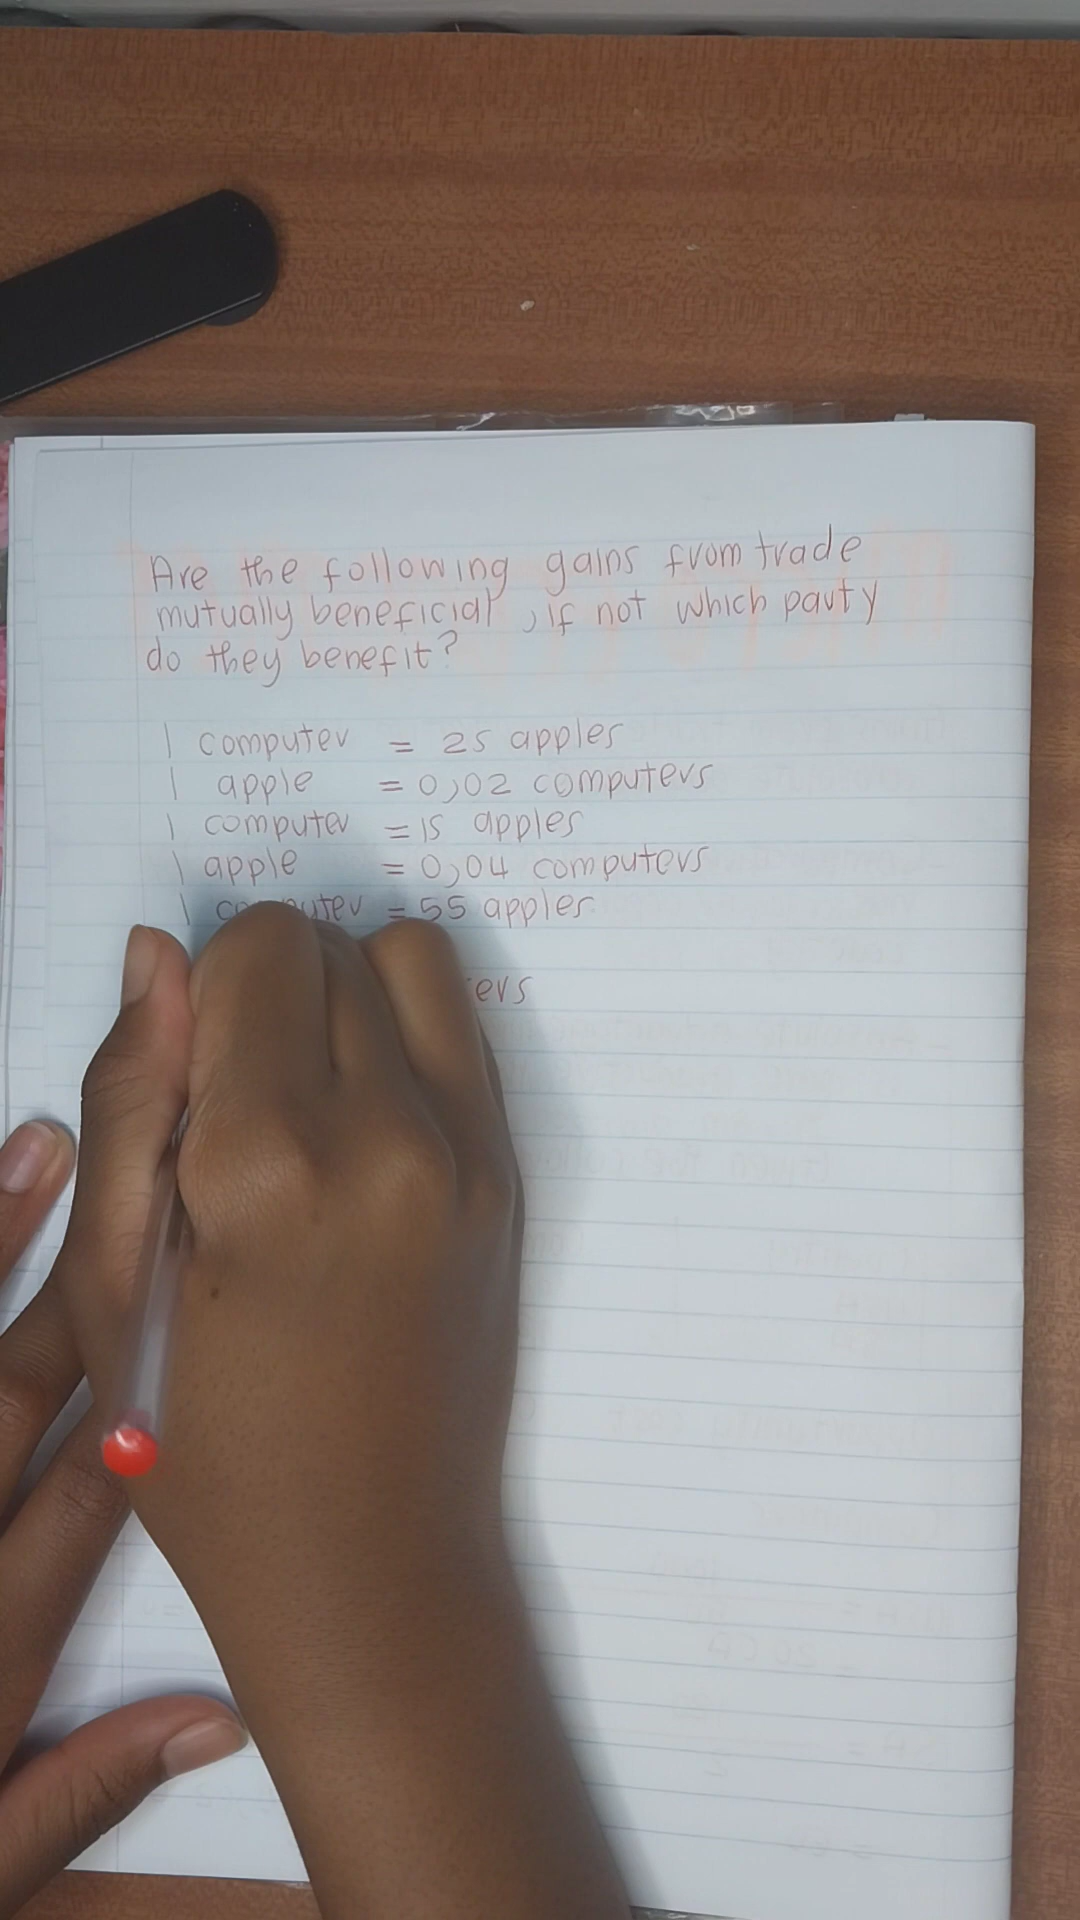 Are the following gains from trade
mutually beneficial, if not which party
do they benefit?
1 computer = 25 apples
1 apple = 0,02 computers
1 computer = 15 apples
1 apple = 0,04 computers
1 computer = 55 apples